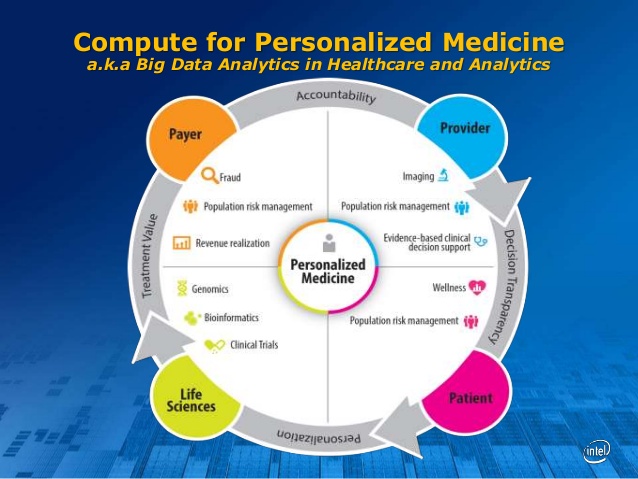 Compute for Personalized Medicine
a.k.a Big Data Analytics in Healthcare and Analytics
Accountability
Payer
Provider
Fraud
Imaging
Population risk management
Population risk management
Revenue realization
Evidence-based clinical
decision support
Treatment Value
Decision Transparency
Personalized
Medicine
Genomics
Wellness
Bioinformatics
Population risk management
Clinical Trials
Life
Sciences
Patient
Personalization
intel